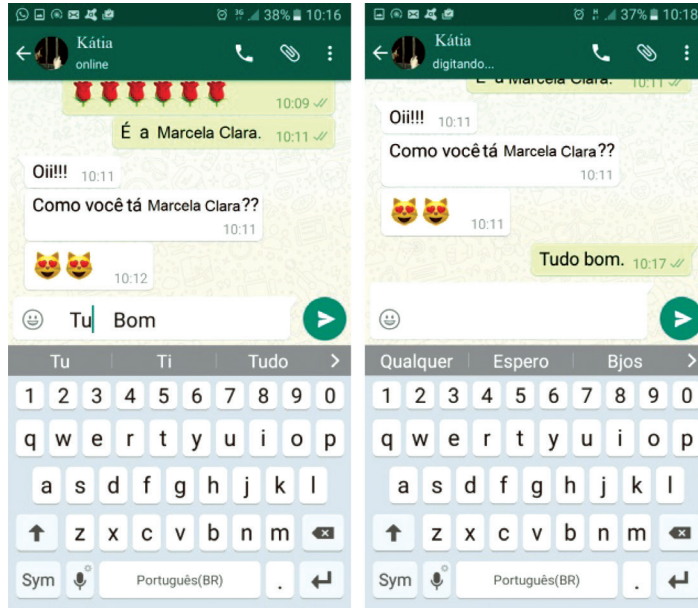 38% 10:16
Kátia
online
10:09
É a Marcela Clara. 10:11
Oii!!! 10:11
Como você tá Marcela Clara??
10:11
10:12
Tu Bom
Tu Ti Tudo >
1 2 3 4 5 6 7 8 9 0
q w e r t y u i o p
a s d f g h j k l
z x c v b n m
Sym Português(BR) .
37% 10:18
Kátia
digitando...
É a Marcela Clara. 10:11
Oii!!! 10:11
Como você tá Marcela Clara??
10:11
10:11
Tudo bom. 10:17
Qualquer Espero Bjos >
1 2 3 4 5 6 7 8 9 0
q w e r t y u i o p
a s d f g h j k l
z x c v b n m
Sym Português(BR) .